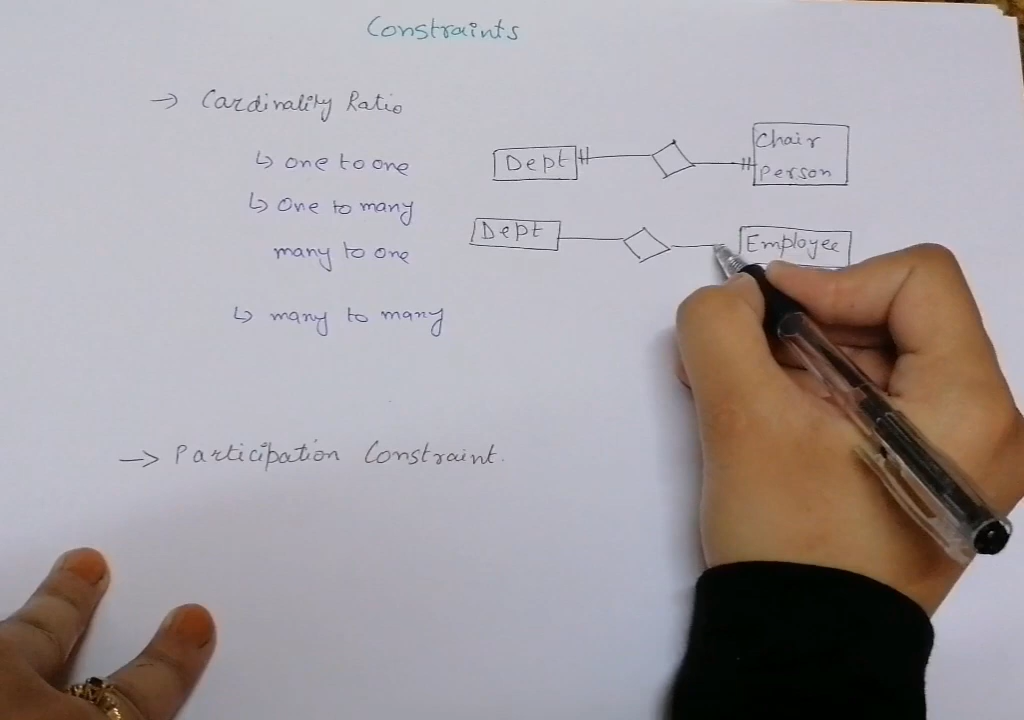 Constraints
→ Cardinality Ratio
↳ one to one
Dept
Chair
Person
↳ One to many
Dept
Employee
many to one
↳ many to many
→ Participation Constraint.